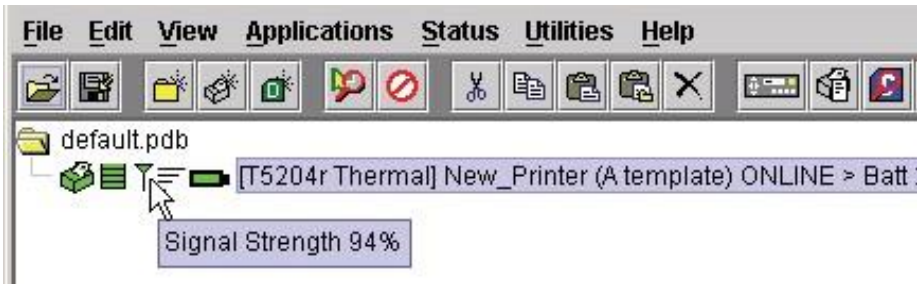 File Edit View Applications Status Utilities Help
default.pdb
[T5204r Thermal] New_Printer (A template) ONLINE > Batt
Signal Strength 94%